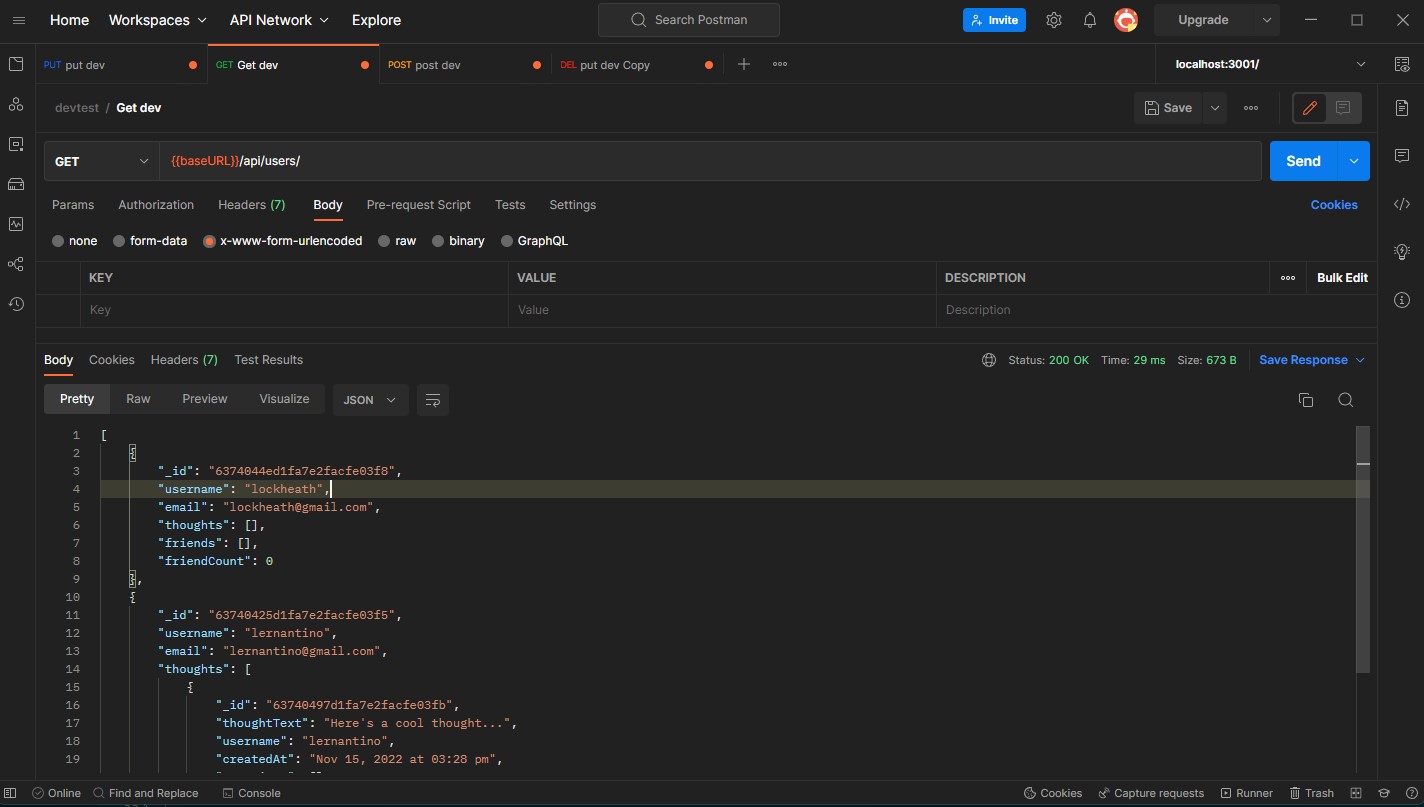 Home Workspaces API Network Explore Search Postman Invite Upgrade
PUT put dev GET Get dev POST post dev DEL put dev Copy localhost:3001/
devtest / Get dev Save
GET {{baseURL}}/api/users/ Send
Params Authorization Headers (7) Body Pre-request Script Tests Settings Cookies
none form-data x-www-form-urlencoded raw binary GraphQL
KEY VALUE DESCRIPTION Bulk Edit
Key Value Description
Body Cookies Headers (7) Test Results Status: 200 OK Time: 29 ms Size: 673 B Save Response
Pretty Raw Preview Visualize JSON
1 [
2 {
3 "_id": "6374044ed1fa7e2facfe03f8",
4 "username": "lockheath",
5 "email": "lockheath@gmail.com",
6 "thoughts": [],
7 "friends": [],
8 "friendCount": 0
9 },
10 {
11 "_id": "63740425d1fa7e2facfe03f5",
12 "username": "lernantino",
13 "email": "lernantino@gmail.com",
14 "thoughts": [
15 {
16 "_id": "63740497d1fa7e2facfe03fb",
17 "thoughtText": "Here's a cool thought...",
18 "username": "lernantino",
19 "createdAt": "Nov 15, 2022 at 03:28 pm",
Online Find and Replace Console Cookies Capture requests Runner Trash